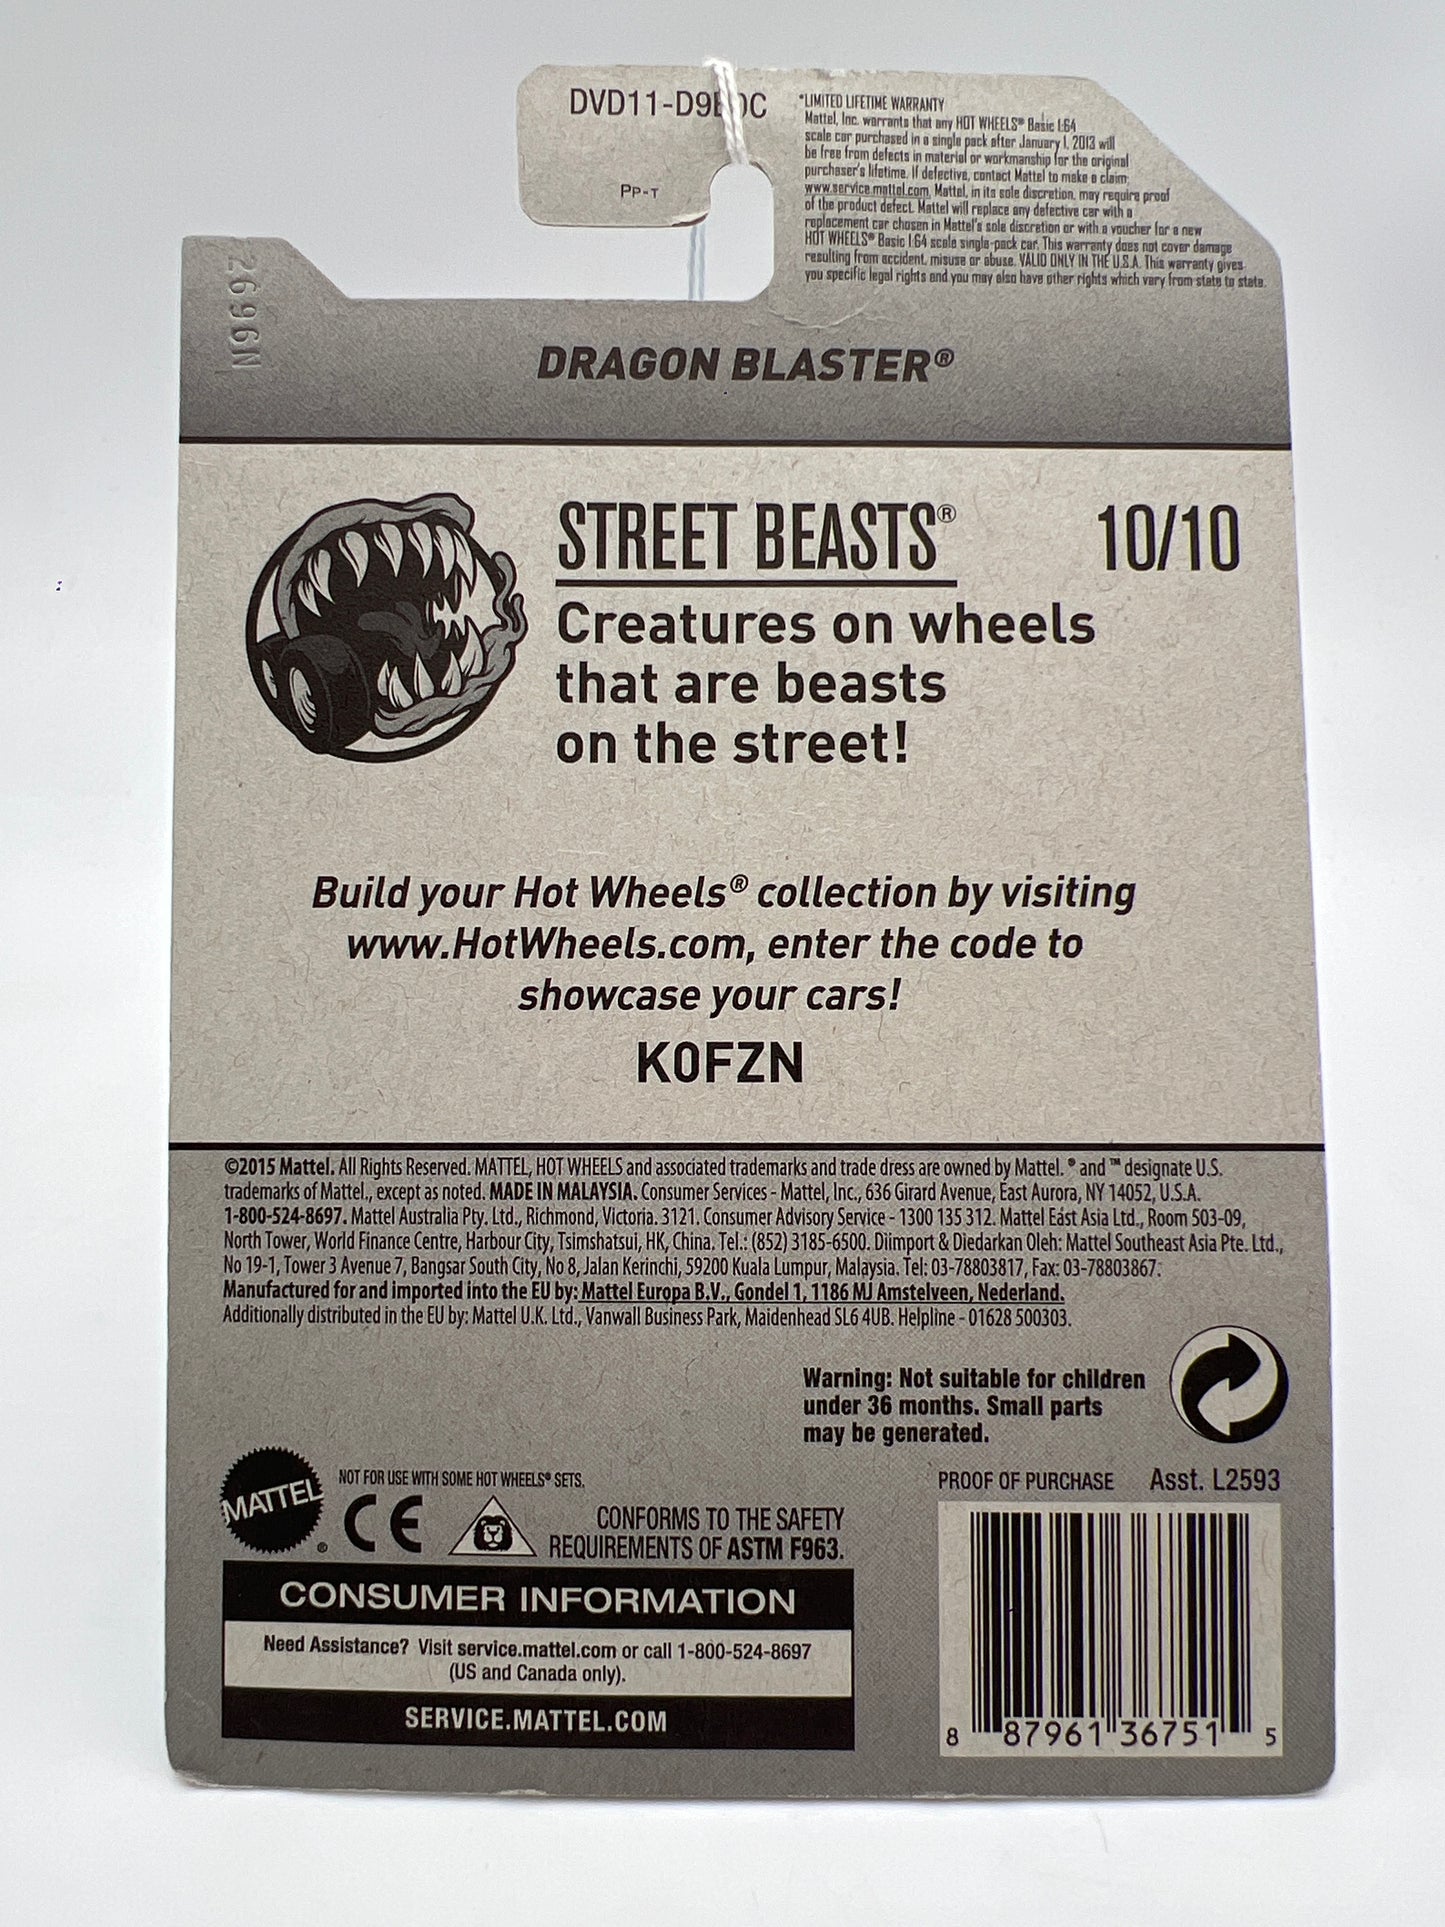 DVD11-D9
PP-T
*LIMITED LIFETIME WARRANTY
Mattel, Inc. warrants that any HOT WHEELS® Basic 1:64
scale car purchased in a single pack after January 1, 2013 will
be free from defects in material or workmanship for the original
purchaser's lifetime. If defective, contact Mattel to make a claim;
www.service.mattel.com. Mattel, in its sole discretion, may require proof
of the product defect. Mattel will replace any defective car with a
replacement car chosen in Mattel's sole discretion or with a voucher for a new
HOT WHEELS® Basic 1:64 scale single-pack car. This warranty does not cover damage
resulting from accident, misuse or abuse. VALID ONLY IN THE U.S.A. This warranty gives
you specific legal rights and you may also have other rights which vary from state to state.
2696N
DRAGON BLASTER®
STREET BEASTS® 10/10
Creatures on wheels
that are beasts
on the street!
Build your Hot Wheels® collection by visiting
www.HotWheels.com, enter the code to
showcase your cars!
K0FZN
©2015 Mattel. All Rights Reserved. MATTEL, HOT WHEELS and associated trademarks and trade dress are owned by Mattel. ® and ™ designate U.S.
trademarks of Mattel., except as noted. MADE IN MALAYSIA. Consumer Services - Mattel, Inc., 636 Girard Avenue, East Aurora, NY 14052, U.S.A.
1-800-524-8697. Mattel Australia Pty. Ltd., Richmond, Victoria. 3121. Consumer Advisory Service - 1300 135 312. Mattel East Asia Ltd., Room 503-09,
North Tower, World Finance Centre, Harbour City, Tsimshatsui, HK, China. Tel.: (852) 3185-6500. Diimport & Diedarkan Oleh: Mattel Southeast Asia Pte. Ltd.,
No 19-1, Tower 3 Avenue 7, Bangsar South City, No 8, Jalan Kerinchi, 59200 Kuala Lumpur, Malaysia. Tel: 03-78803817, Fax: 03-78803867.
Manufactured for and imported into the EU by: Mattel Europa B.V., Gondel 1, 1186 MJ Amstelveen, Nederland.
Additionally distributed in the EU by: Mattel U.K. Ltd., Vanwall Business Park, Maidenhead SL6 4UB. Helpline - 01628 500303.
Warning: Not suitable for children
under 36 months. Small parts
may be generated.
MATTEL®
NOT FOR USE WITH SOME HOT WHEELS® SETS.
CE
CONFORMS TO THE SAFETY
REQUIREMENTS OF ASTM F963.
PROOF OF PURCHASE Asst. L2593
CONSUMER INFORMATION
Need Assistance? Visit service.mattel.com or call 1-800-524-8697
(US and Canada only).
SERVICE.MATTEL.COM
8 87961 36751 5